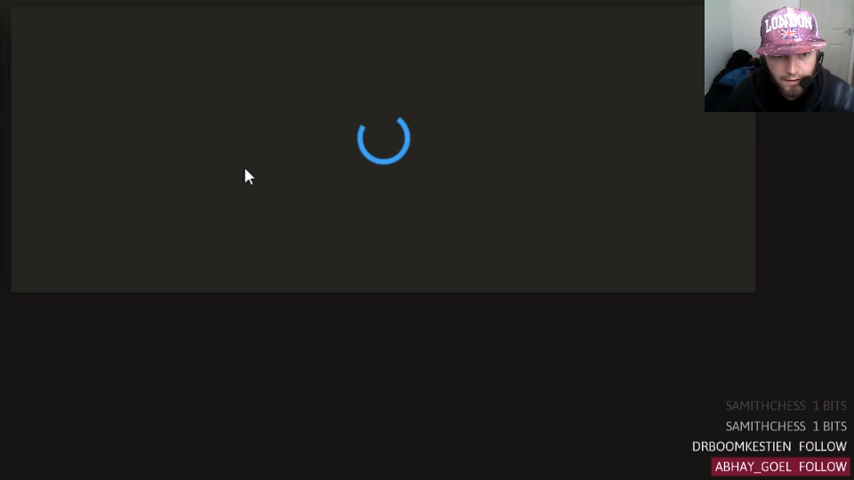 LONDON
SAMITHCHESS 1 BITS
SAMITHCHESS 1 BITS
DRBOOMKESTIEN FOLLOW
ABHAY_GOEL FOLLOW